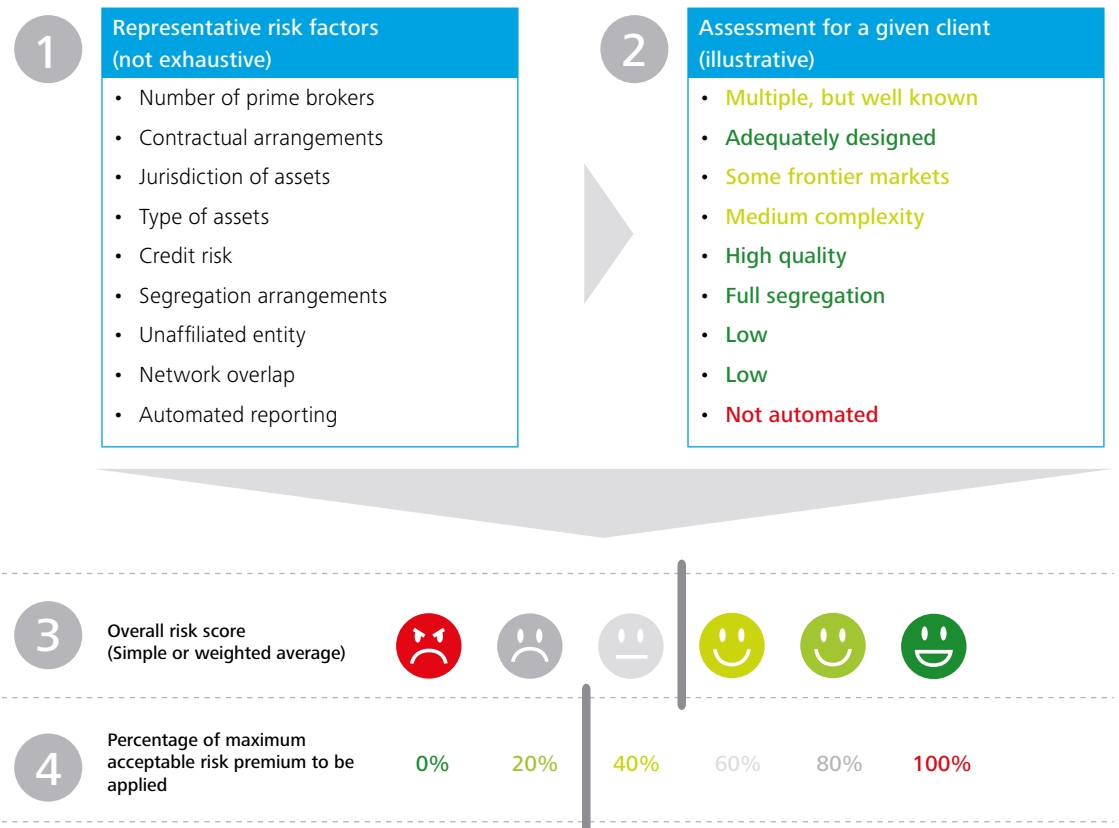 1
Representative risk factors
(not exhaustive)
• Number of prime brokers
• Contractual arrangements
• Jurisdiction of assets
• Type of assets
• Credit risk
• Segregation arrangements
• Unaffiliated entity
• Network overlap
• Automated reporting
2
Assessment for a given client
(illustrative)
• Multiple, but well known
• Adequately designed
• Some frontier markets
• Medium complexity
• High quality
• Full segregation
• Low
• Low
• Not automated
3
Overall risk score
(Simple or weighted average)
4
Percentage of maximum
acceptable risk premium to be
applied
0% 20% 40% 60% 80% 100%